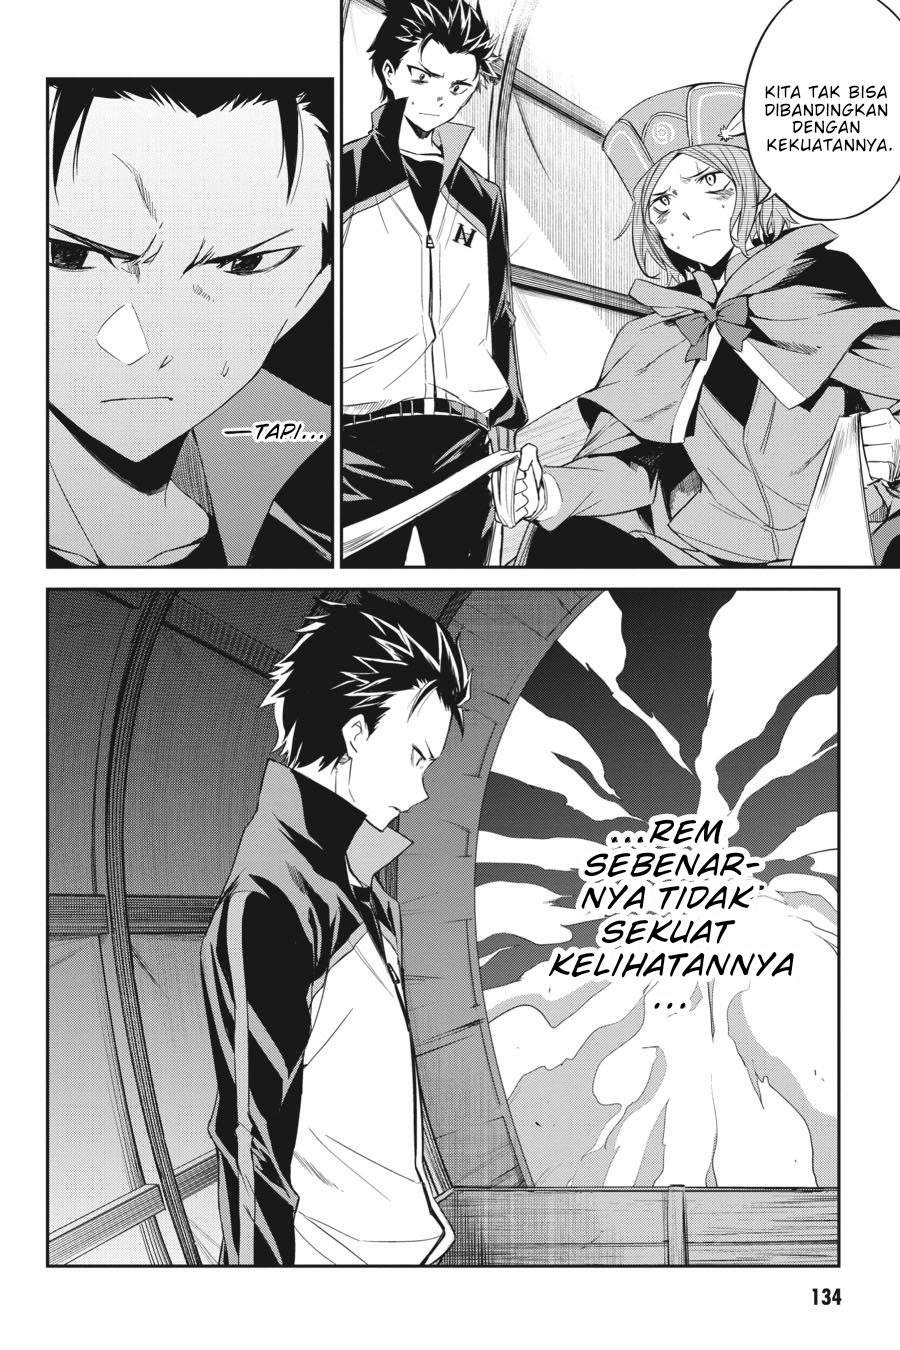 KITA TAK BISA
DIBANDINGKAN
DENGAN
KEKUATANNYA.
—TAPI...
...REM
SEBENAR-
NYA TIDAK
SEKUAT
KELIHATANNYA
...
N
134